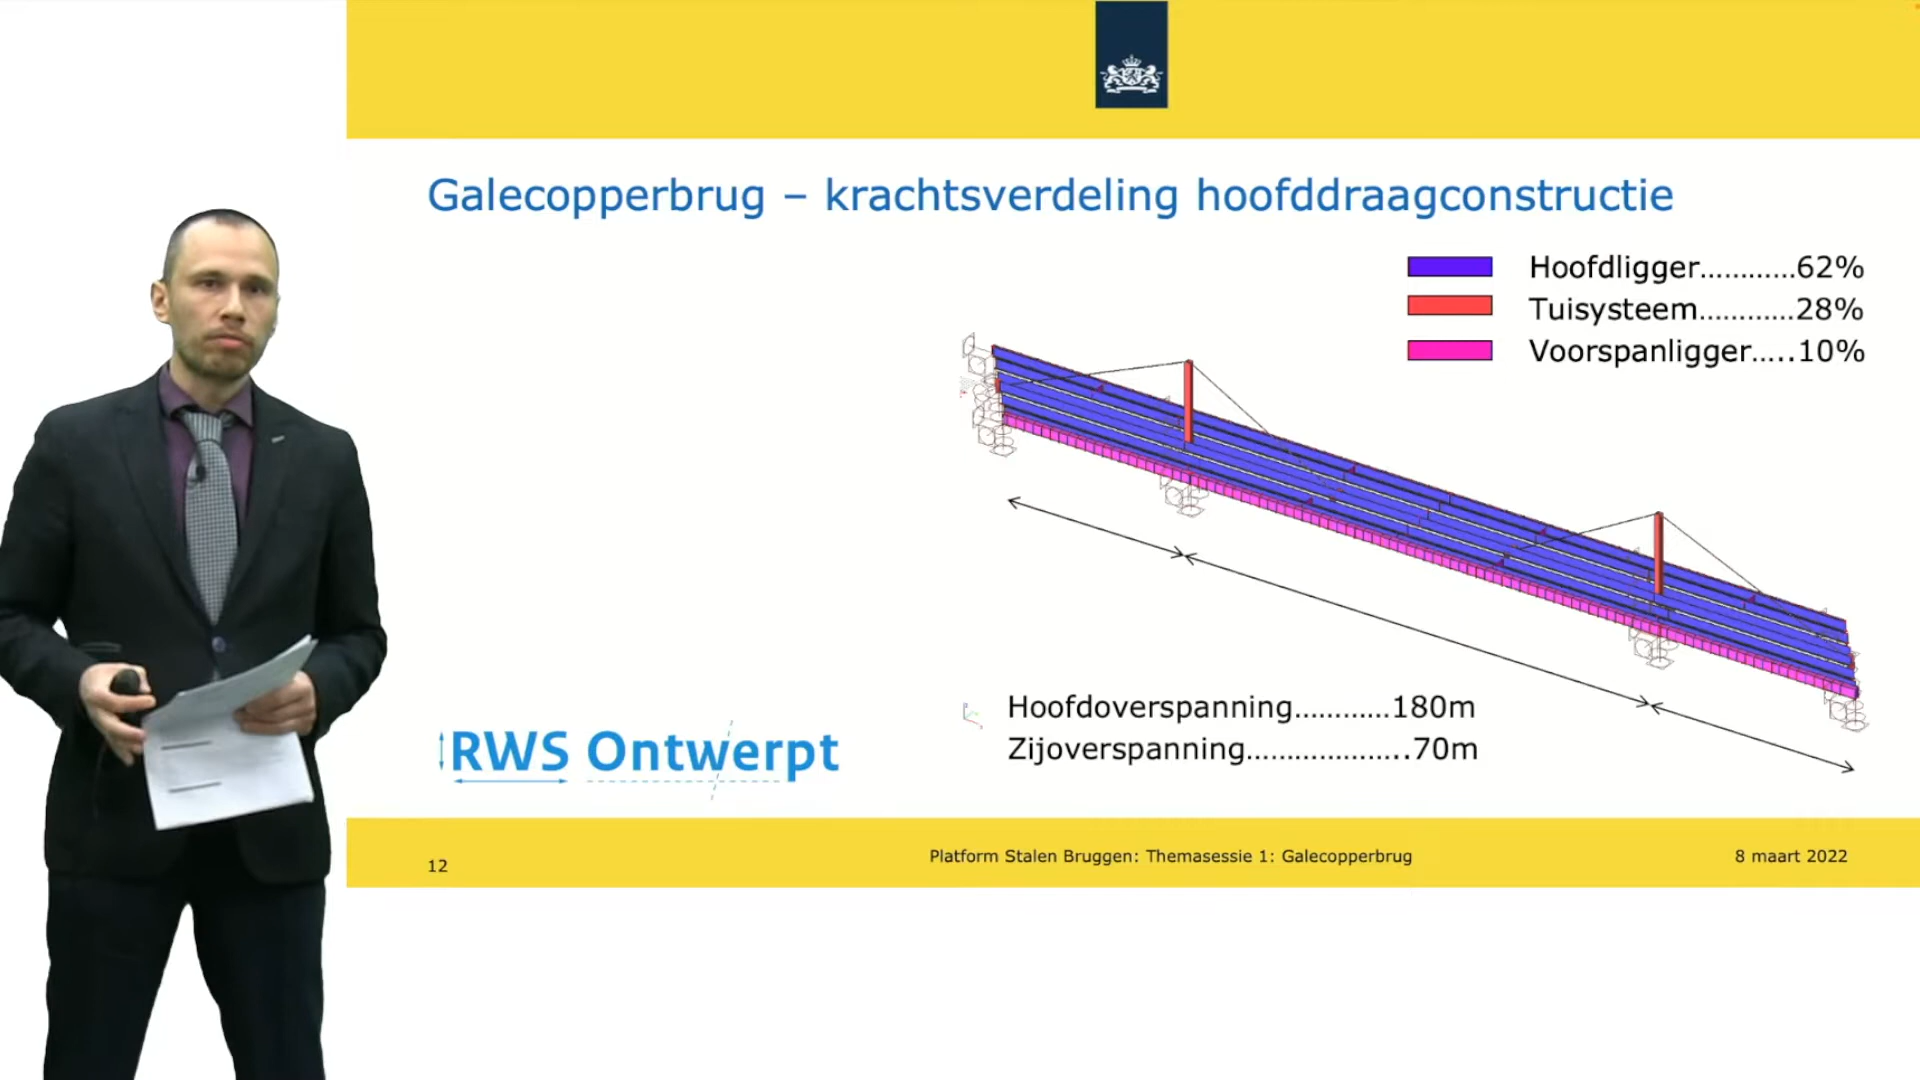 Galecopperbrug – krachtsverdeling hoofddraagconstructie
Hoofdligger............62%
Tuisysteem............28%
Voorspanligger.....10%
Hoofdoverspanning............180m
Zijoverspanning....................70m
RWS Ontwerpt
12
Platform Stalen Bruggen: Themasessie 1: Galecopperbrug
8 maart 2022